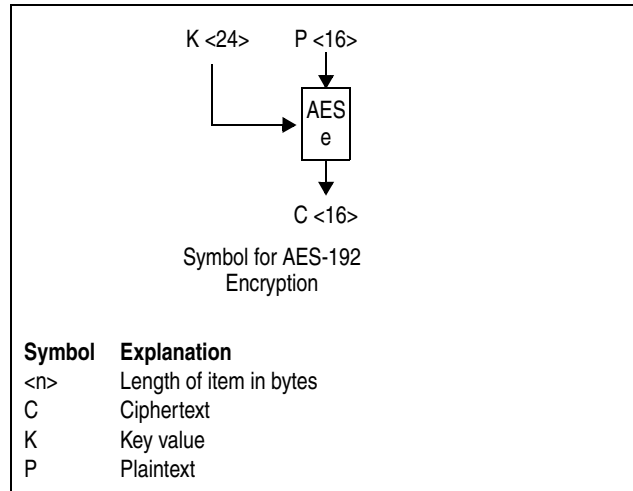 K <24> P <16>
AES
e
C <16>
Symbol for AES-192
Encryption
Symbol Explanation
<n> Length of item in bytes
C Ciphertext
K Key value
P Plaintext